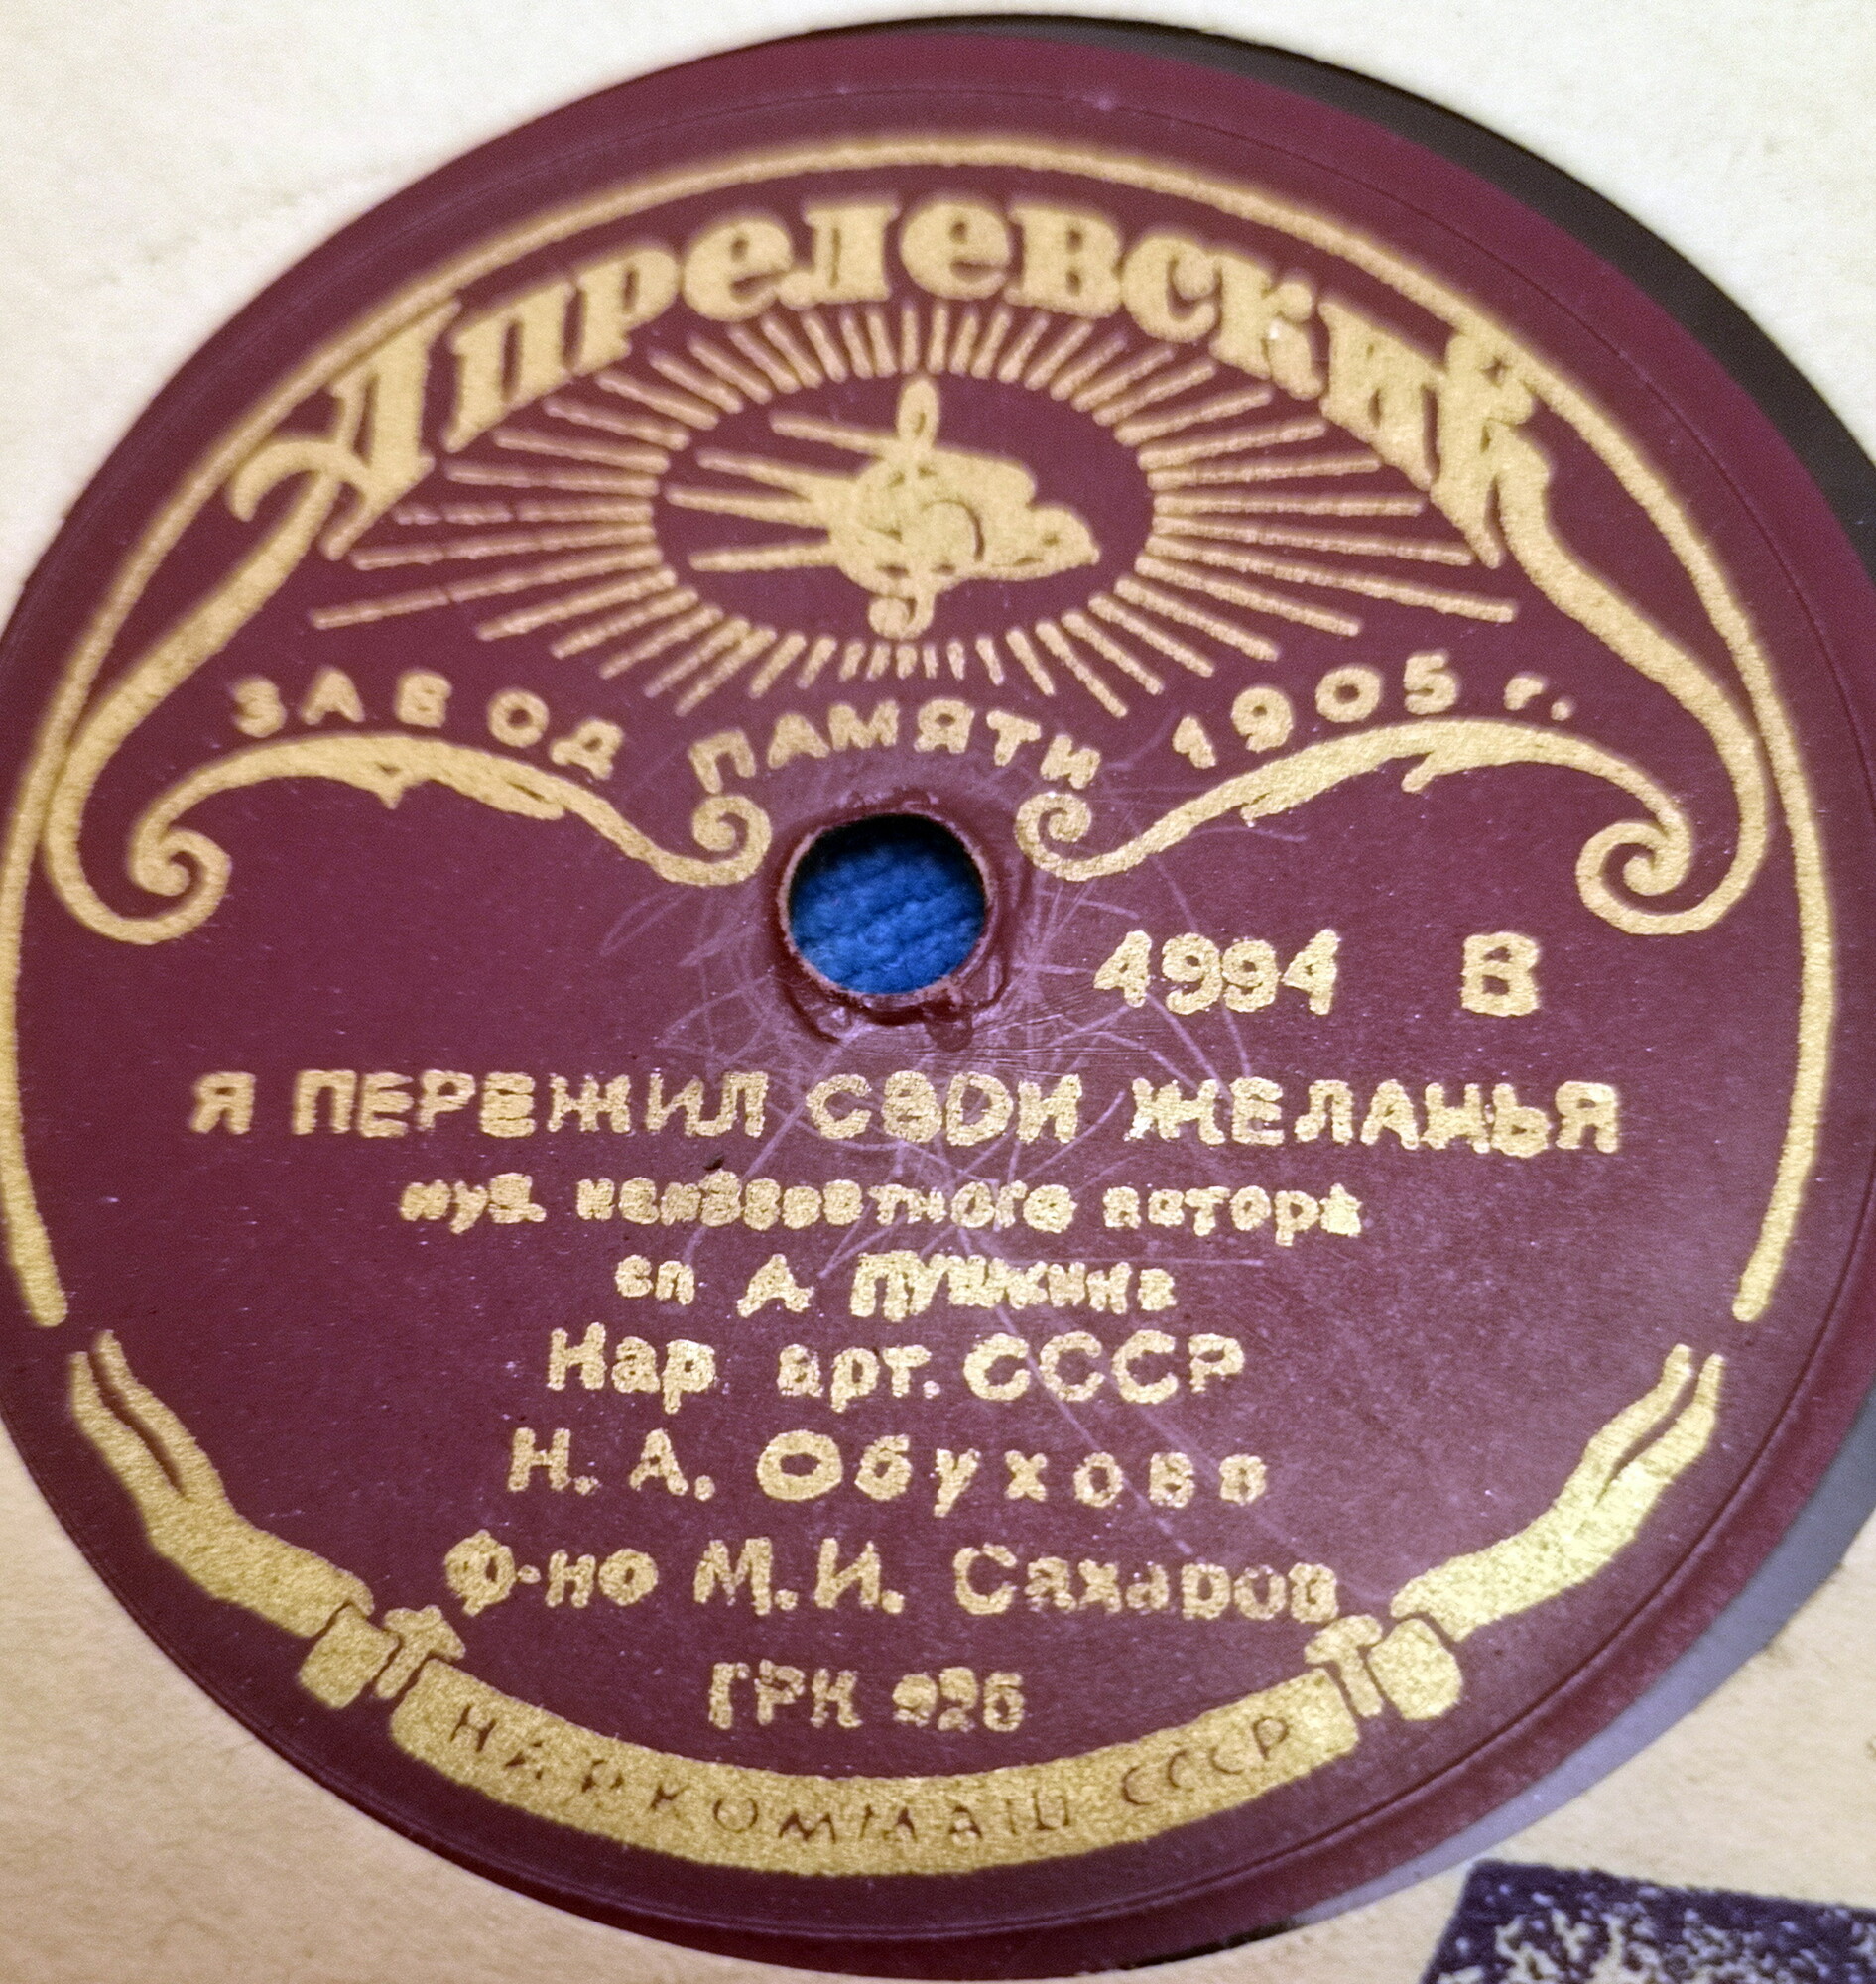 Апрелевский
ЗАВОД ПАМЯТИ 1905 г.
4994 В
Я ПЕРЕЖИЛ СВОИ ЖЕЛАНЬЯ
муз. неизвестного автора
сл А Пушкина
Нар арт. СССР
Н. А. Обухова
Ф-но М. И. Сахаров
ГРК 926
НАРКОММАШ СССР